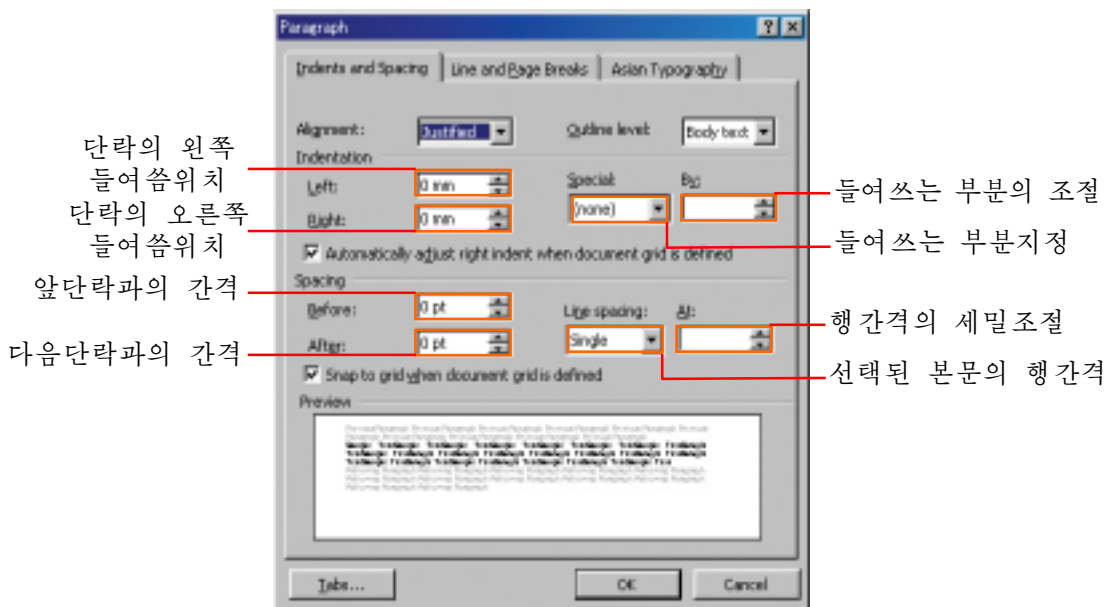 Paragraph
Indents and Spacing
Line and Page Breaks
Asian Typography
Alignment:
Justified
Outline level:
Body text
단락의 왼쪽
들여씀위치
Indentation
Left:
0 mm
Special:
By:
(none)
들여쓰는 부분의 조절
단락의 오른쪽
들여씀위치
Right:
0 mm
들여쓰는 부분지정
Automatically adjust right indent when document grid is defined
앞단락과의 간격
Spacing
Before:
0 pt
Line spacing:
At:
행간격의 세밀조절
다음단락과의 간격
After:
0 pt
Single
선택된 본문의 행간격
Snap to grid when document grid is defined
Preview
Tabs...
OK
Cancel